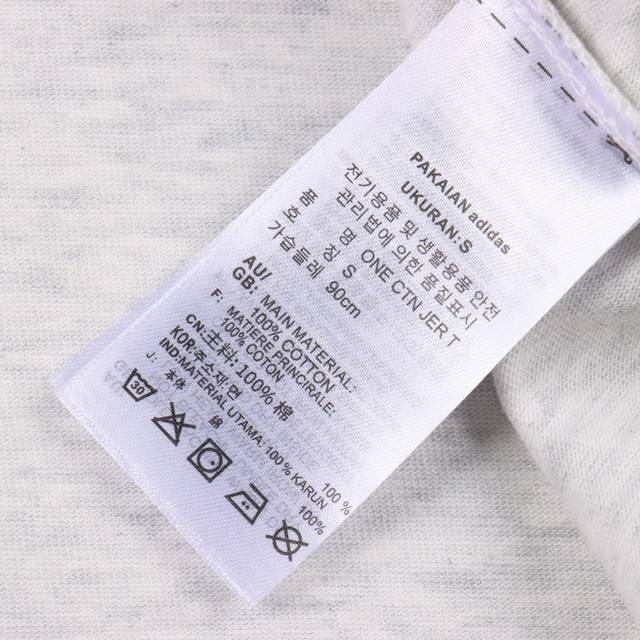 PAKAIAN adidas
UKURAN: S
전기용품 및 생활용품 안전
관리법에 의한 품질표시
품 명 ONE CTN JER T
호 칭 S
가슴둘레 90cm
AU/
GB: MAIN MATERIAL:
100% COTTON
F: MATIÈRE PRINCIPALE:
100% COTON
CN: 主料: 100% 棉
KOR: 주소재: 면 100%
IND: MATERIAL UTAMA: 100% KARUN
J: 本体 綿 100%
30